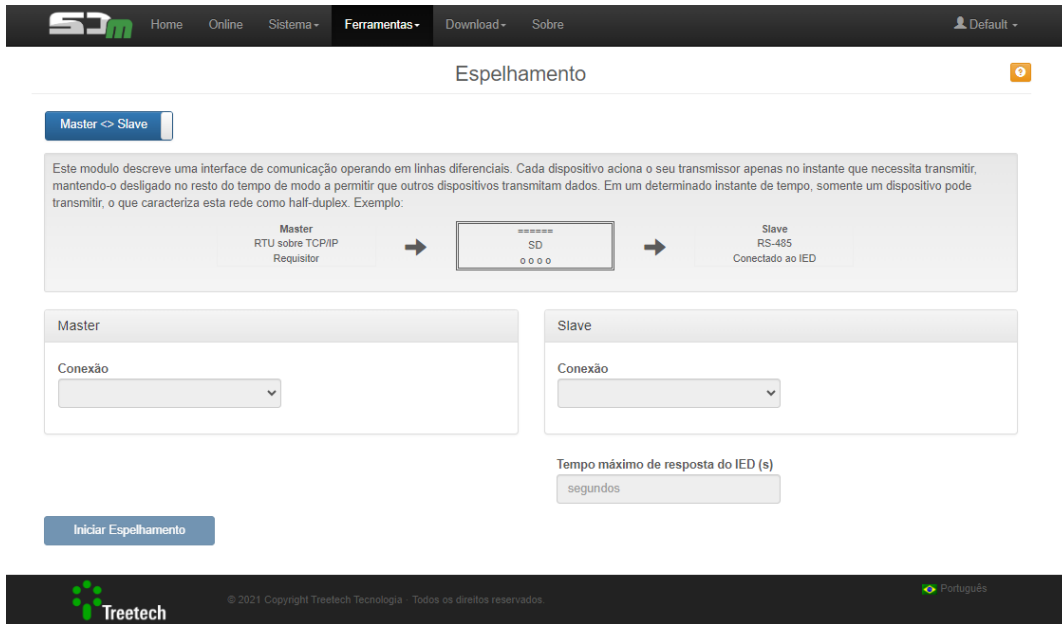 SDM Home Online Sistema Ferramentas Download Sobre Default
Espelhamento
Master <> Slave
Este modulo descreve uma interface de comunicação operando em linhas diferenciais. Cada dispositivo aciona o seu transmissor apenas no instante que necessita transmitir,
mantendo-o desligado no resto do tempo de modo a permitir que outros dispositivos transmitam dados. Em um determinado instante de tempo, somente um dispositivo pode
transmitir, o que caracteriza esta rede como half-duplex. Exemplo:
Master
RTU sobre TCP/IP
Requisitor
======
SD
o o o o
Slave
RS-485
Conectado ao IED
Master
Conexão
Slave
Conexão
Tempo máximo de resposta do IED (s)
segundos
Iniciar Espelhamento
Treetech
© 2021 Copyright Treetech Tecnologia · Todos os direitos reservados.
Português